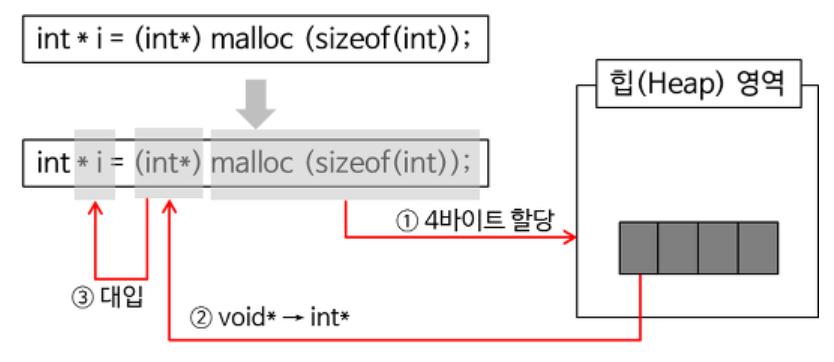 int * i = (int*) malloc (sizeof(int));
힙(Heap) 영역
int * i = (int*) malloc (sizeof(int));
① 4바이트 할당
③ 대입
② void* → int*